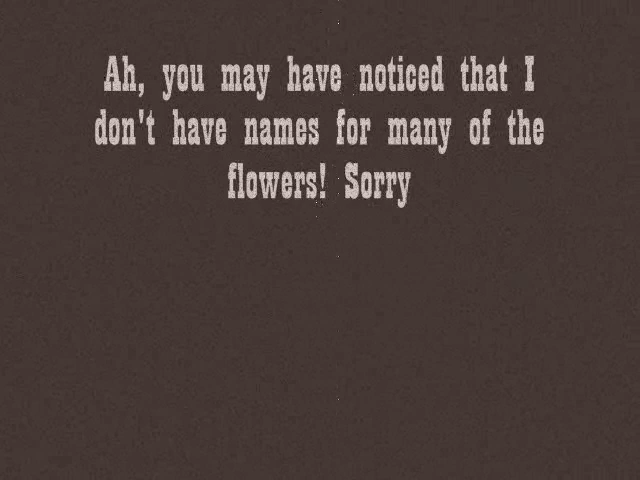 Ah, you may have noticed that I
don't have names for many of the
flowers! Sorry